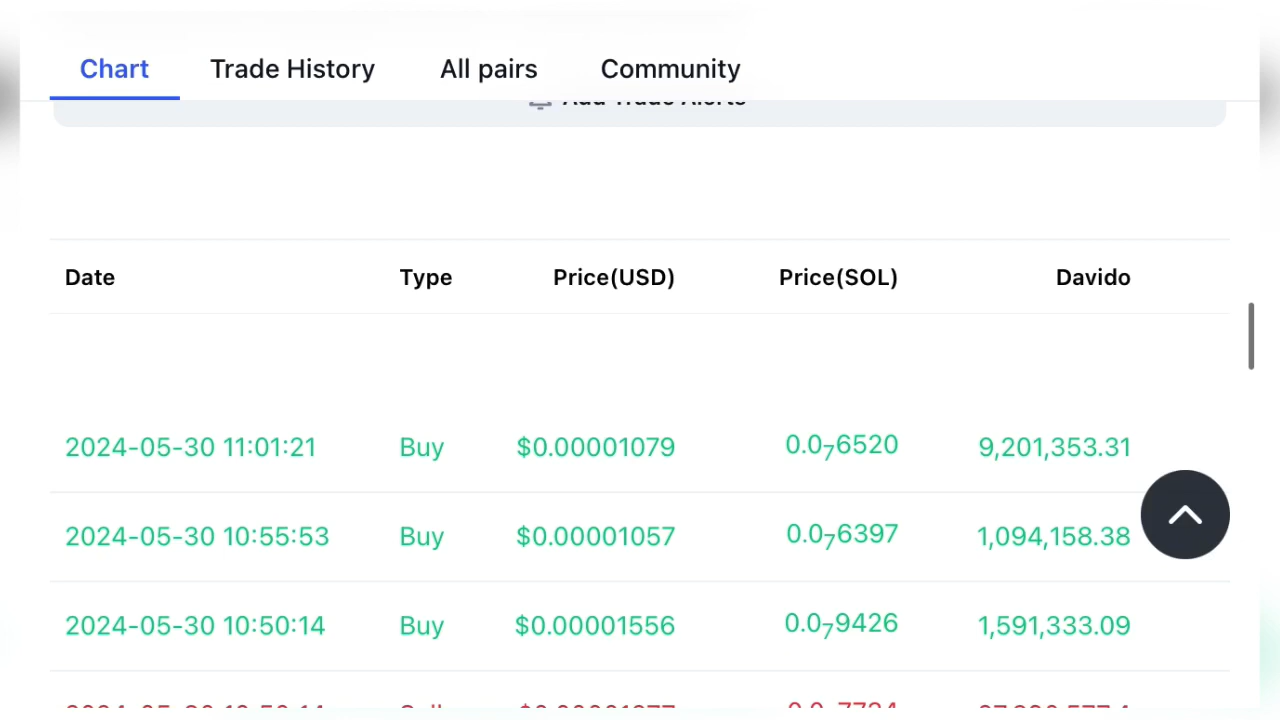 Chart Trade History All pairs Community
Add Trade Alerts
Date Type Price(USD) Price(SOL) Davido
2024-05-30 11:01:21 Buy $0.00001079 0.0₇6520 9,201,353.31
2024-05-30 10:55:53 Buy $0.00001057 0.0₇6397 1,094,158.38
2024-05-30 10:50:14 Buy $0.00001556 0.0₇9426 1,591,333.09